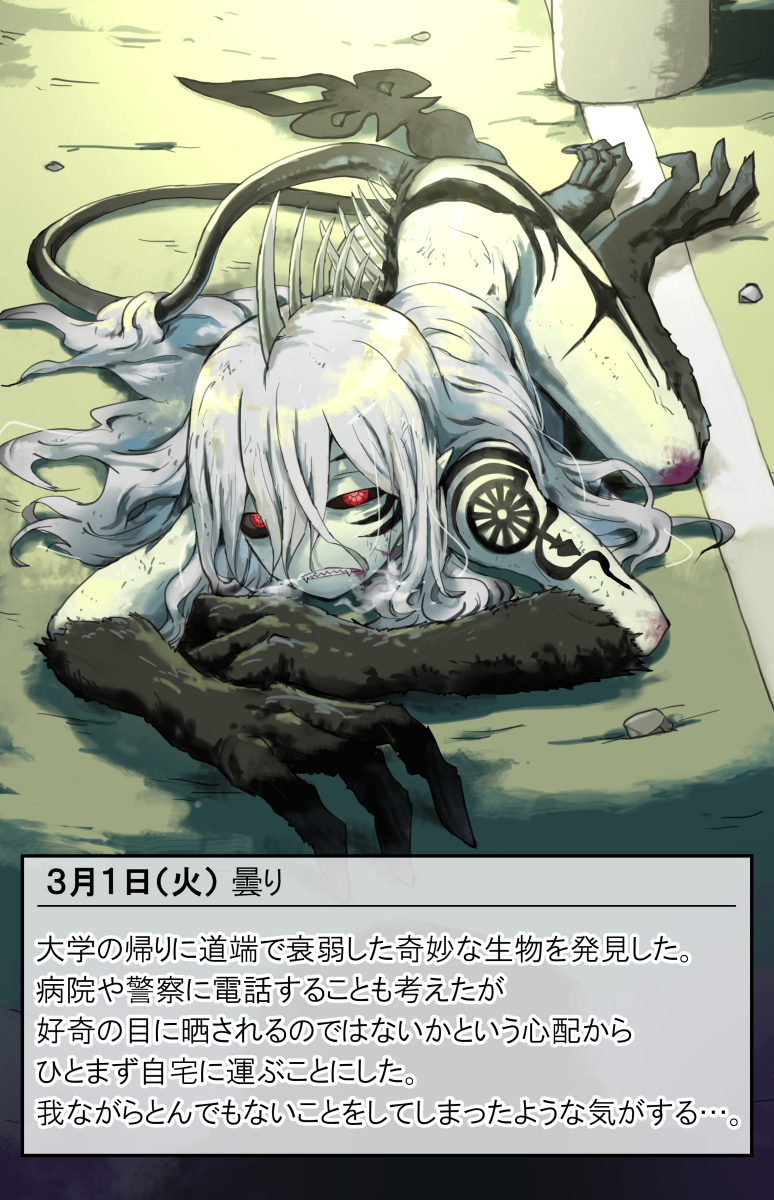 3月1日(火) 曇り
大学の帰りに道端で衰弱した奇妙な生物を発見した。
病院や警察に電話することも考えたが
好奇の目に晒されるのではないかという心配から
ひとまず自宅に運ぶことにした。
我ながらとんでもないことをしてしまったような気がする…。